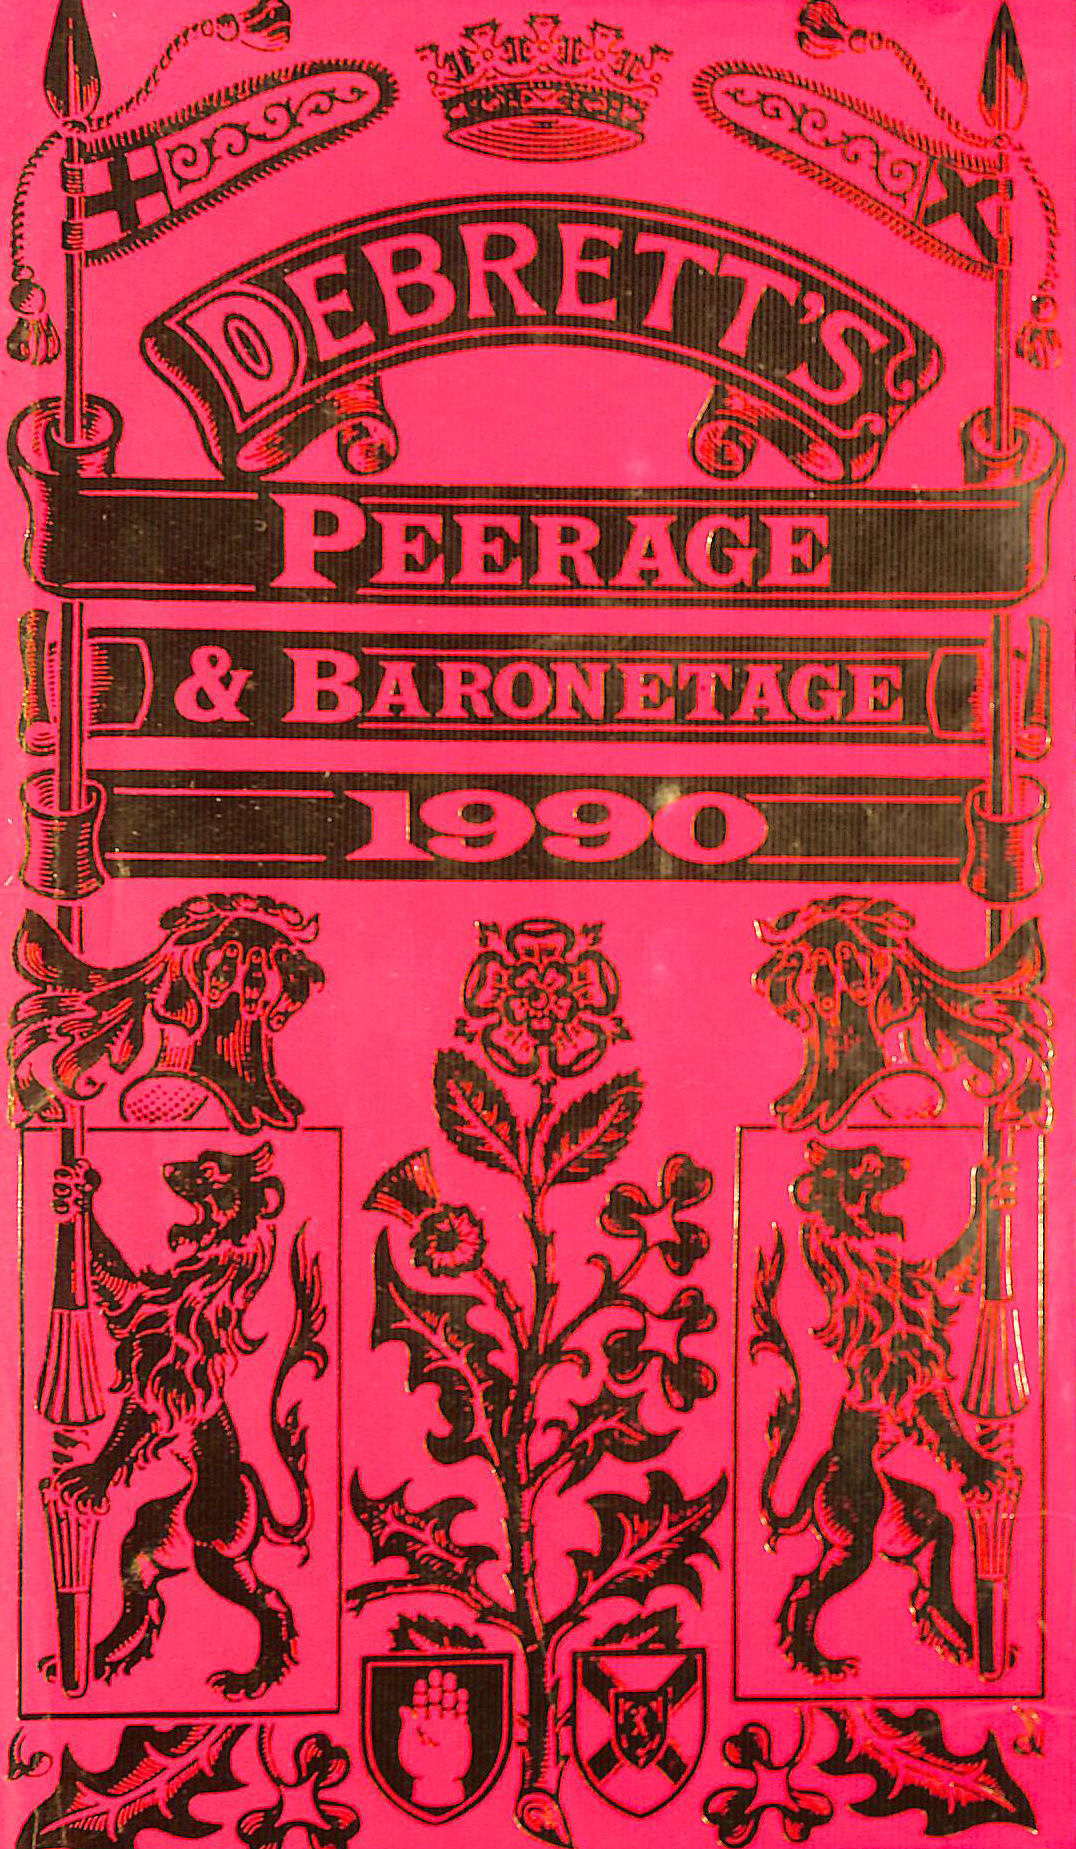 DEBRETT'S
PEERAGE
& BARONETAGE
1990